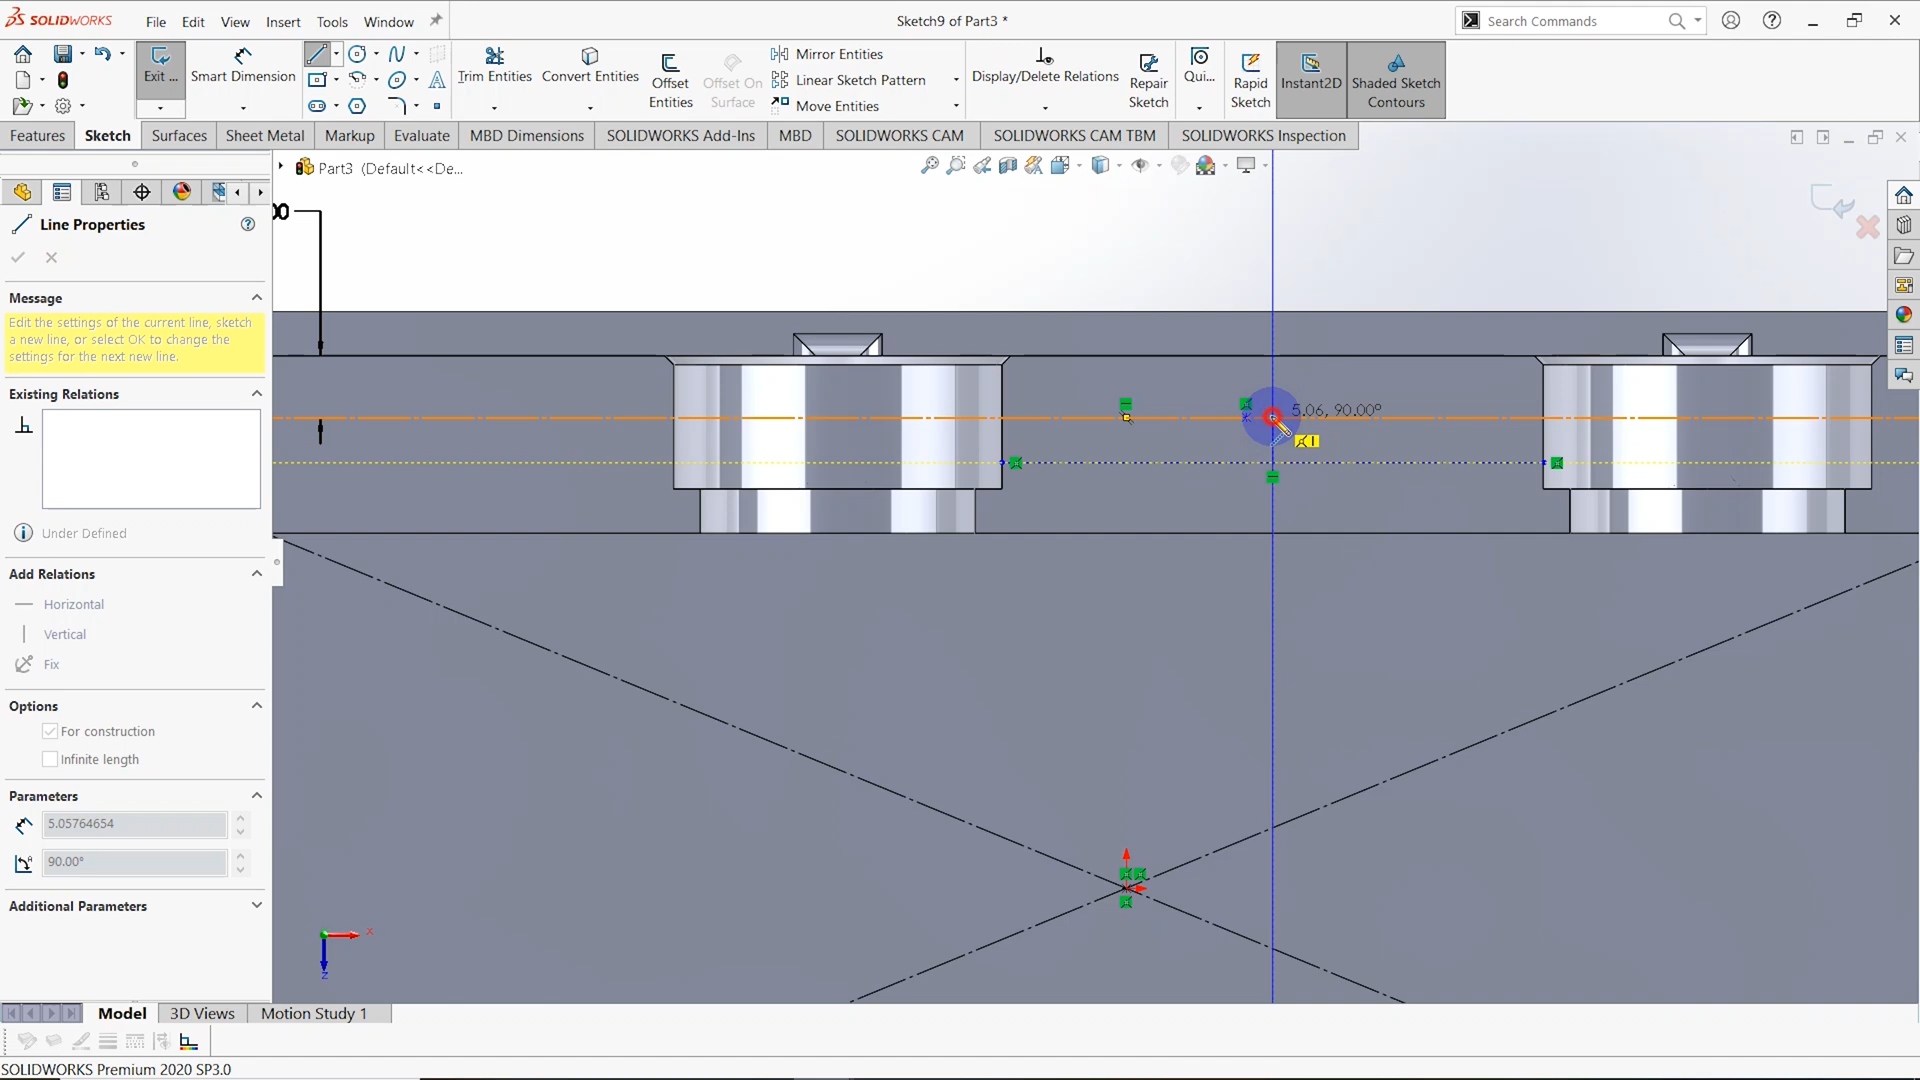 SOLIDWORKS File Edit View Insert Tools Window Sketch9 of Part3 * Search Commands
Exit ... Smart Dimension Trim Entities Convert Entities Offset Entities Offset On Surface Mirror Entities Linear Sketch Pattern Move Entities Display/Delete Relations Repair Sketch Qui... Rapid Sketch Instant2D Shaded Sketch Contours
Features Sketch Surfaces Sheet Metal Markup Evaluate MBD Dimensions SOLIDWORKS Add-Ins MBD SOLIDWORKS CAM SOLIDWORKS CAM TBM SOLIDWORKS Inspection
Part3 (Default<<De...
Line Properties
Message
Edit the settings of the current line, sketch
a new line, or select OK to change the
settings for the next new line.
Existing Relations
5.06, 90.00°
Under Defined
Add Relations
Horizontal
Vertical
Fix
Options
For construction
Infinite length
Parameters
5.05764654
90.00°
Additional Parameters
x
z
Model 3D Views Motion Study 1
SOLIDWORKS Premium 2020 SP3.0